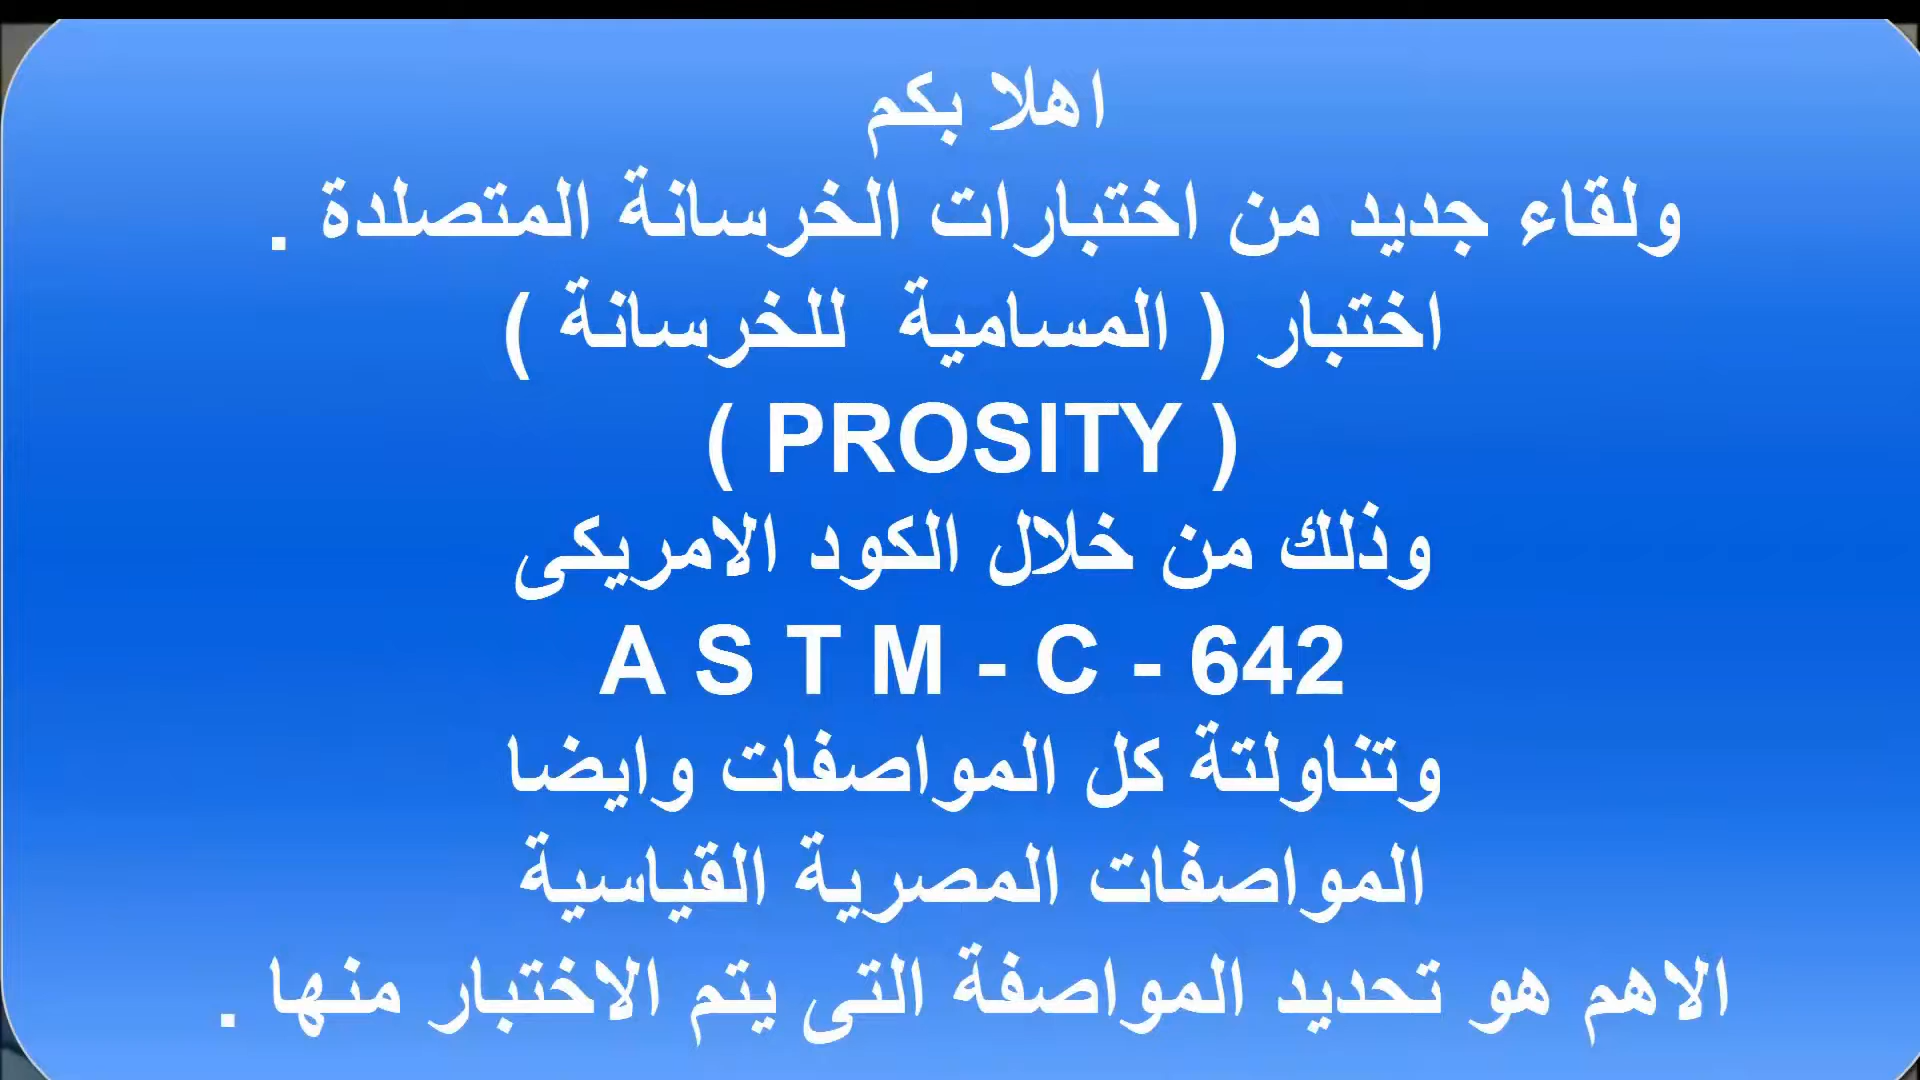 اهلا بكم
ولقاء جديد من اختبارات الخرسانة المتصلدة .
اختبار ( المسامية للخرسانة )
( PROSITY )
وذلك من خلال الكود الامريكى
A S T M - C - 642
وتناولتة كل المواصفات وايضا
المواصفات المصرية القياسية
الاهم هو تحديد المواصفة التى يتم الاختبار منها .